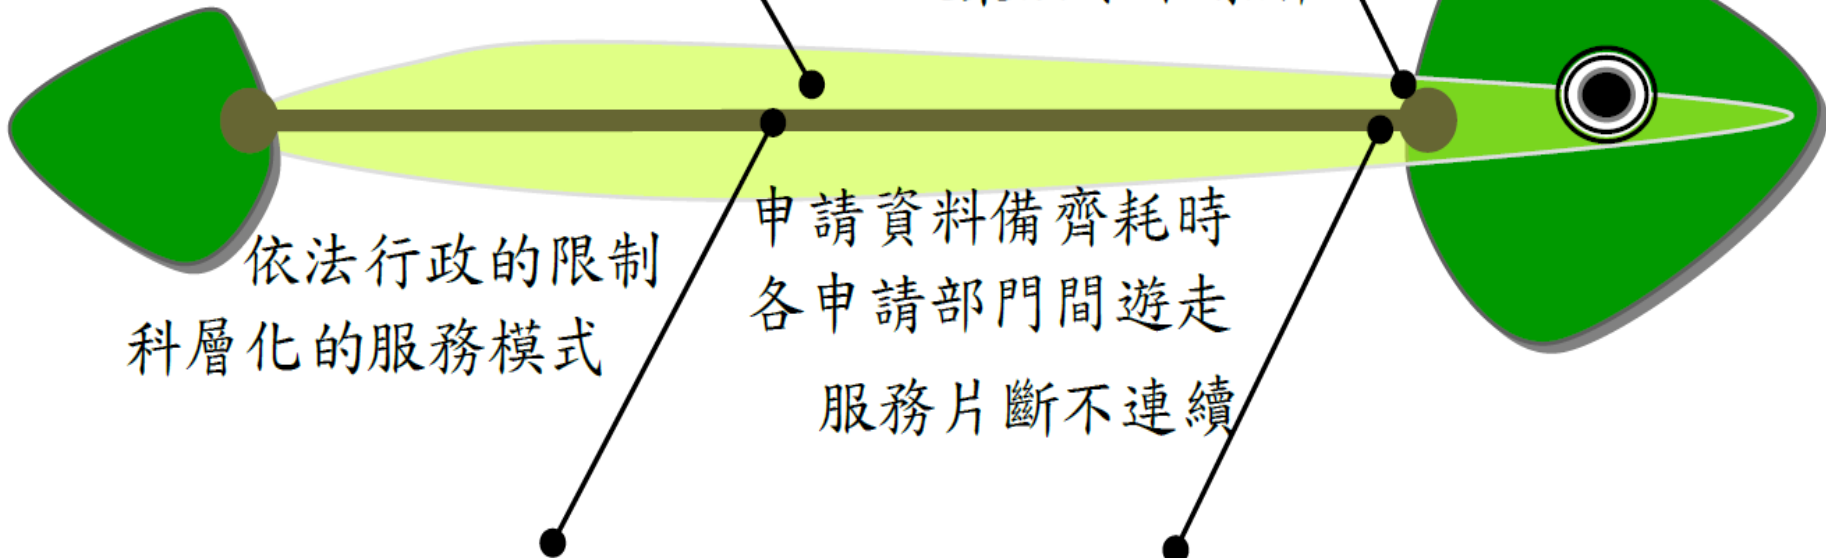 依法行政的限制
科層化的服務模式
申請資料備齊耗時
各申請部門間遊走
服務片斷不連續